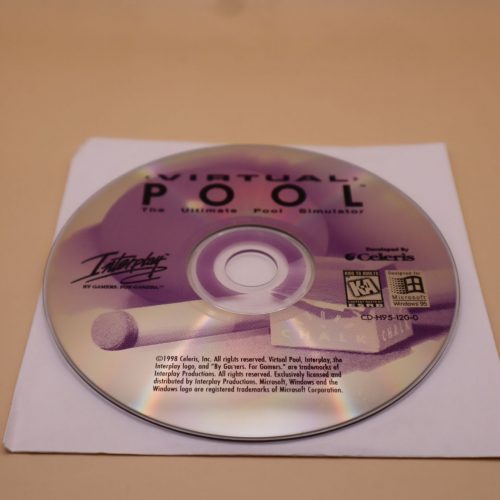 VIRTUAL
POOL
The Ultimate Pool Simulator
Interplay™
BY GAMERS. FOR GAMERS.™
Developed By
Celeris
KIDS TO ADULTS
K-A
ESRB
Designed for
Microsoft
Windows 95
CD-H95-120-0
CHALK
CHALK
©1998 Celeris, Inc. All rights reserved. Virtual Pool, Interplay, the
Interplay logo, and "By Gamers. For Gamers." are trademarks of
Interplay Productions. All rights reserved. Exclusively licensed and
distributed by Interplay Productions. Microsoft, Windows and the
Windows logo are registered trademarks of Microsoft Corporation.